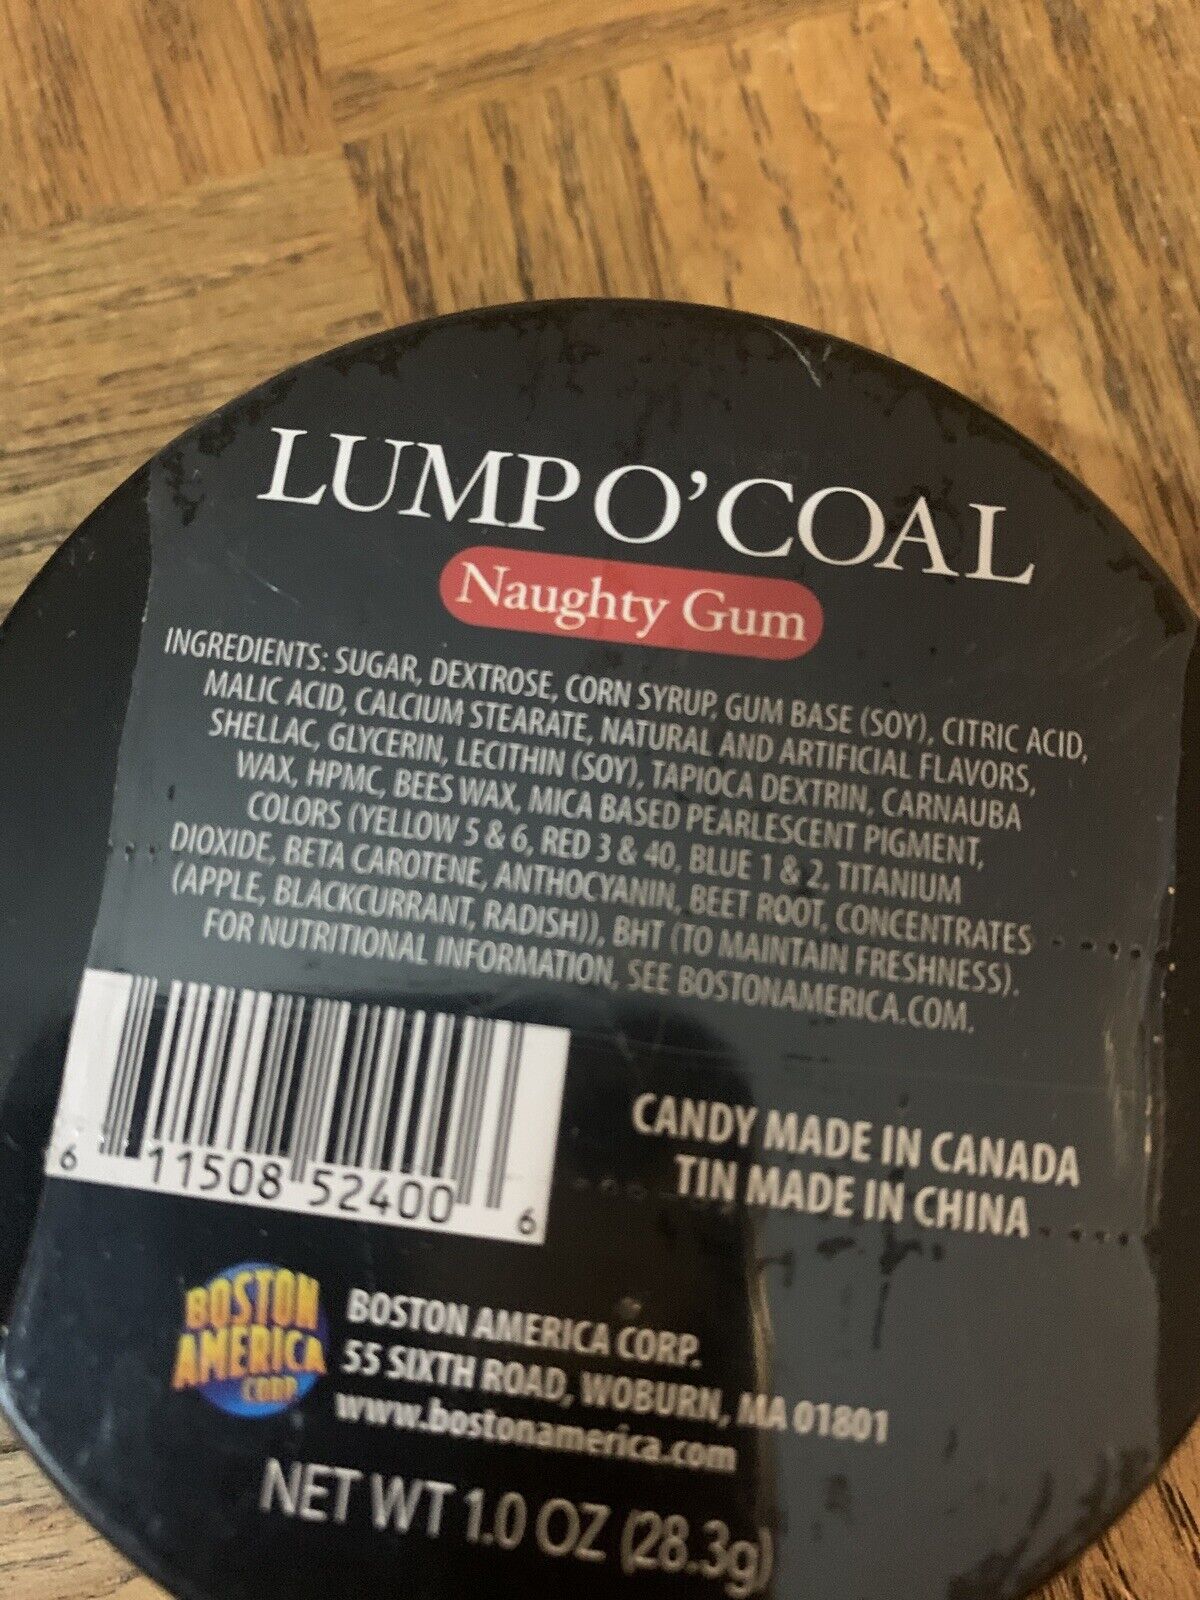 LUMP O'COAL
Naughty Gum
INGREDIENTS: SUGAR, DEXTROSE, CORN SYRUP, GUM BASE (SOY), CITRIC ACID,
MALIC ACID, CALCIUM STEARATE, NATURAL AND ARTIFICIAL FLAVORS,
SHELLAC, GLYCERIN, LECITHIN (SOY), TAPIOCA DEXTRIN, CARNAUBA
WAX, HPMC, BEES WAX, MICA BASED PEARLESCENT PIGMENT,
COLORS (YELLOW 5 & 6, RED 3 & 40, BLUE 1 & 2, TITANIUM
DIOXIDE, BETA CAROTENE, ANTHOCYANIN, BEET ROOT, CONCENTRATES
(APPLE, BLACKCURRANT, RADISH)), BHT (TO MAINTAIN FRESHNESS).
FOR NUTRITIONAL INFORMATION, SEE BOSTONAMERICA.COM.
6 11508 52400 6
CANDY MADE IN CANADA
TIN MADE IN CHINA
BOSTON
AMERICA
CORP
BOSTON AMERICA CORP.
55 SIXTH ROAD, WOBURN, MA 01801
www.bostonamerica.com
NET WT 1.0 OZ (28.3g)